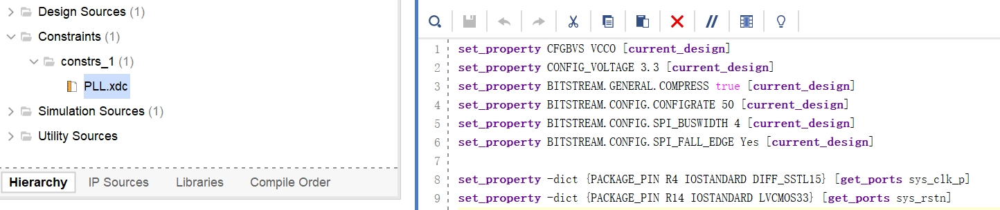 Design Sources (1)
Constraints (1)
constrs_1 (1)
PLL.xdc
Simulation Sources (1)
Utility Sources
Hierarchy IP Sources Libraries Compile Order
1 set_property CFGBVS VCCO [current_design]
2 set_property CONFIG_VOLTAGE 3.3 [current_design]
3 set_property BITSTREAM.GENERAL.COMPRESS true [current_design]
4 set_property BITSTREAM.CONFIG.CONFIGRATE 50 [current_design]
5 set_property BITSTREAM.CONFIG.SPI_BUSWIDTH 4 [current_design]
6 set_property BITSTREAM.CONFIG.SPI_FALL_EDGE Yes [current_design]
7
8 set_property -dict {PACKAGE_PIN R4 IOSTANDARD DIFF_SSTL15} [get_ports sys_clk_p]
9 set_property -dict {PACKAGE_PIN R14 IOSTANDARD LVCMOS33} [get_ports sys_rstn]